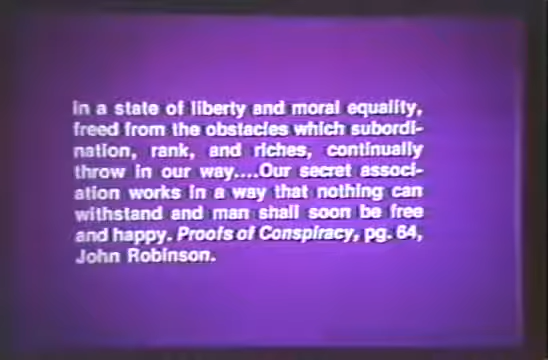 In a state of liberty and moral equality,
freed from the obstacles which subordi-
nation, rank, and riches, continually
throw in our way....Our secret associ-
ation works in a way that nothing can
withstand and man shall soon be free
and happy. Proofs of Conspiracy, pg. 64,
John Robinson.